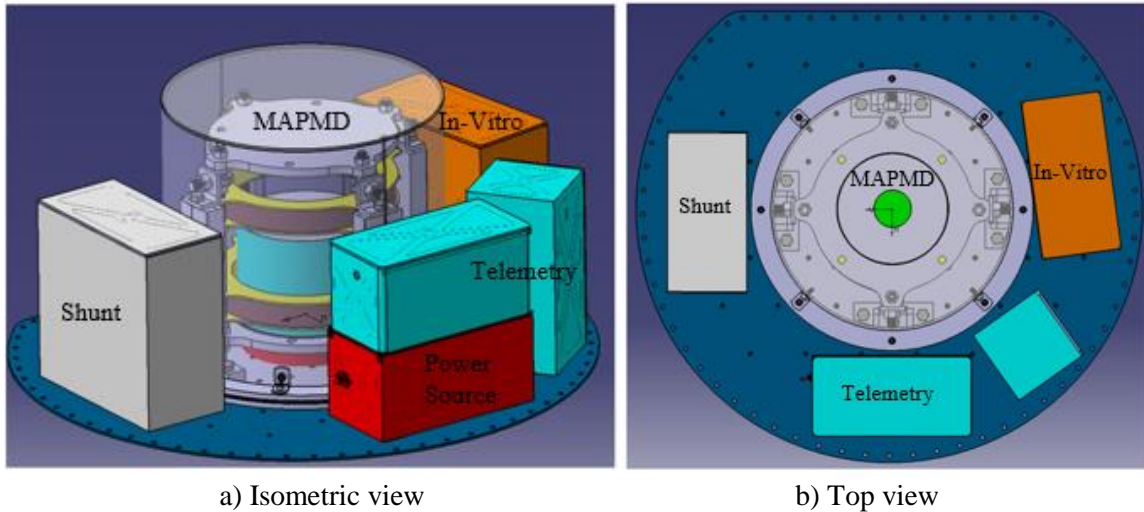 MAPMD
In-Vitro
Shunt
Telemetry
Power
Source
MAPMD
In-Vitro
Shunt
Telemetry
a) Isometric view
b) Top view